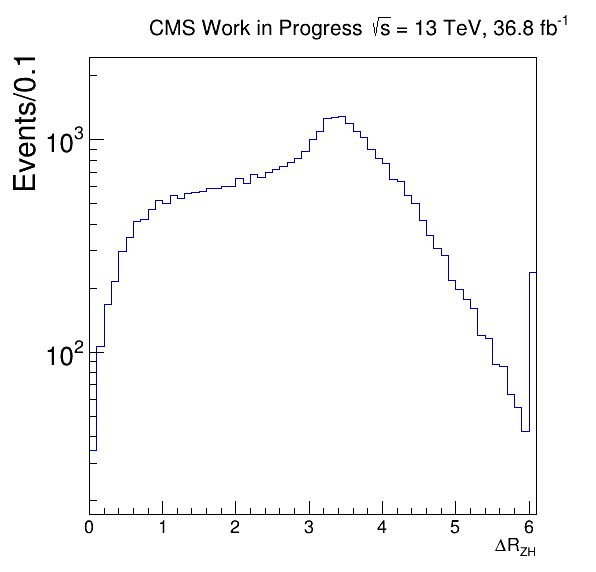 CMS Work in Progress √s = 13 TeV, 36.8 fb⁻¹
Events/0.1
10³
10²
0 1 2 3 4 5 6
ΔR_ZH